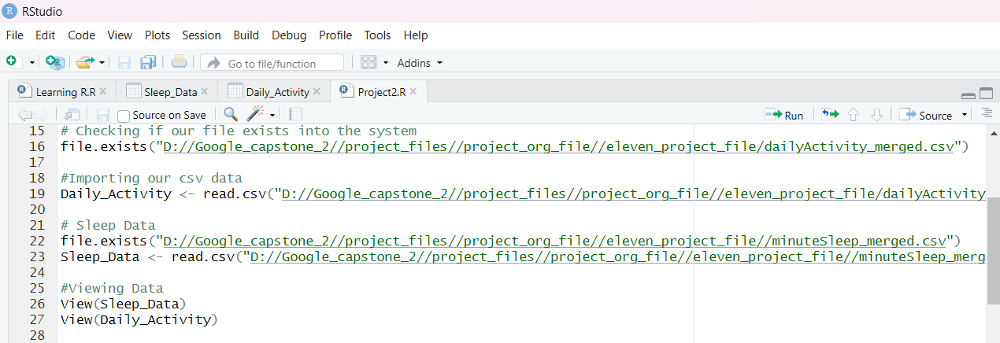 RStudio
File Edit Code View Plots Session Build Debug Profile Tools Help
Go to file/function Addins
Learning R.R Sleep_Data Daily_Activity Project2.R
Source on Save Run Source
15 # Checking if our file exists into the system
16 file.exists("D://Google_capstone_2//project_files//project_org_file//eleven_project_file/dailyActivity_merged.csv")
17
18 #Importing our csv data
19 Daily_Activity <- read.csv("D://Google_capstone_2//project_files//project_org_file//eleven_project_file/dailyActivity
20
21 # Sleep Data
22 file.exists("D://Google_capstone_2//project_files//project_org_file//eleven_project_file//minuteSleep_merged.csv")
23 Sleep_Data <- read.csv("D://Google_capstone_2//project_files//project_org_file//eleven_project_file//minuteSleep_merg
24
25 #Viewing Data
26 View(Sleep_Data)
27 View(Daily_Activity)
28